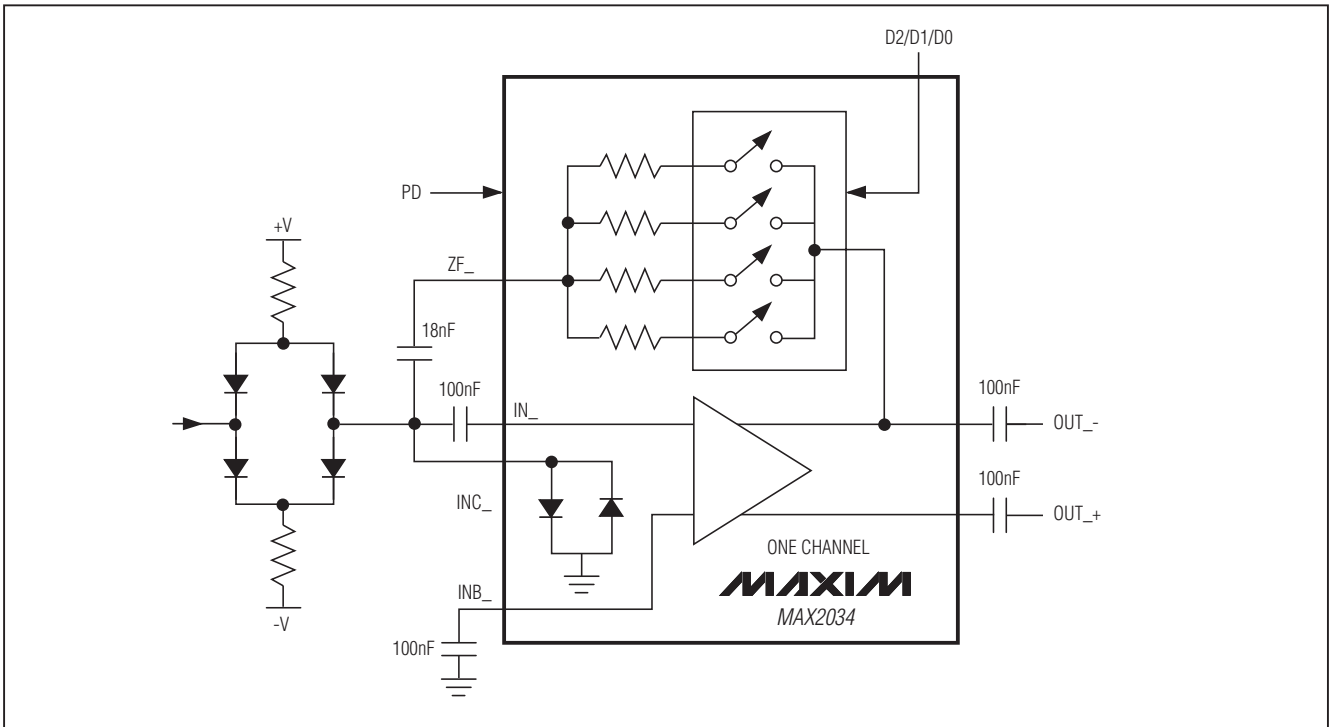 D2/D1/D0
PD
+V
ZF_
18nF
100nF
IN_
100nF
OUT_-
INC_
100nF
OUT_+
ONE CHANNEL
MAXIM
MAX2034
INB_
-V
100nF